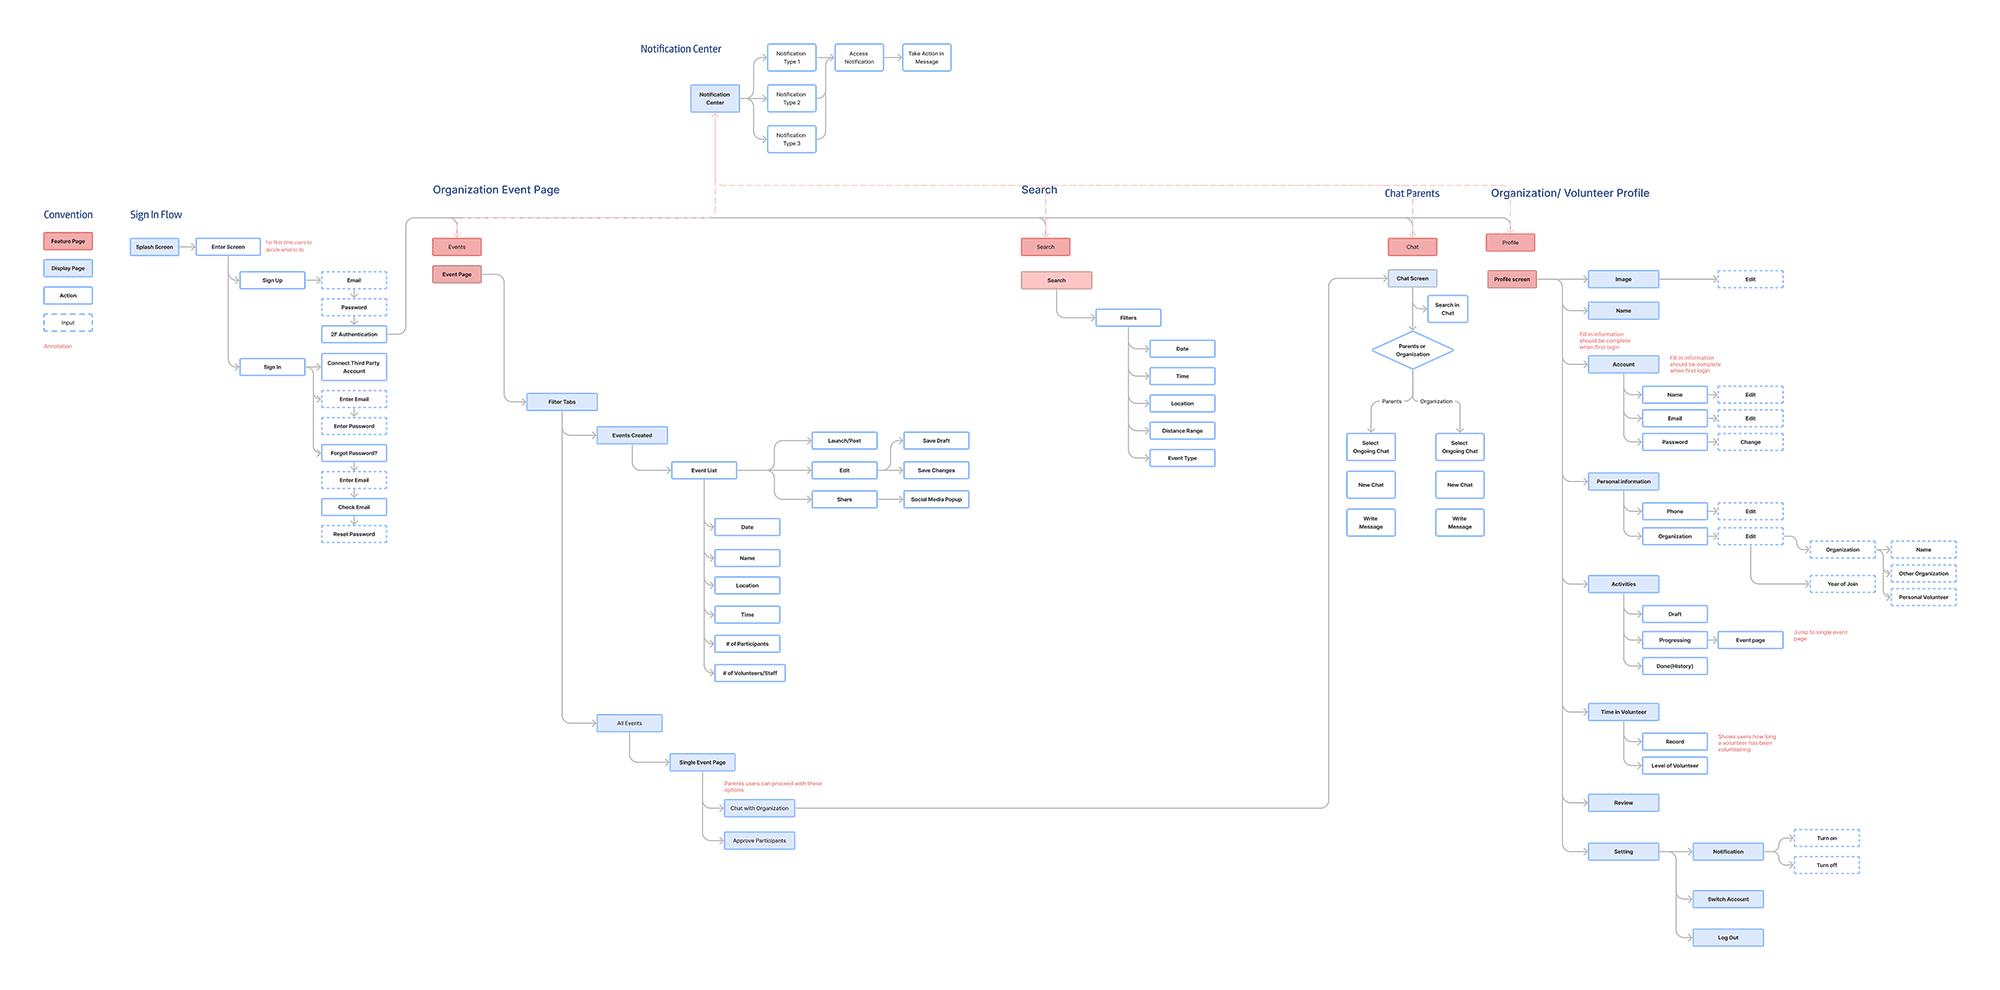 Notification Center
Notification
Type 1
Access
Notification
Take Action in
Message
Notification
Center
Notification
Type 2
Notification
Type 3
Organization Event Page
Search
Chat Parents
Organization/ Volunteer Profile
Convention
Feature Page
Display Page
Action
Input
Annotation
Sign In Flow
Splash Screen
Enter Screen
For first time users to
decide what to do
Sign Up
Email
Password
2F Authentication
Sign In
Connect Third Party
Account
Enter Email
Enter Password
Forgot Password?
Enter Email
Check Email
Reset Password
Events
Event Page
Filter Tabs
Events Created
Event List
Launch/Post
Edit
Share
Save Draft
Save Changes
Social Media Popup
Date
Name
Location
Time
# of Participants
# of Volunteers/Staff
All Events
Single Event Page
Parents users can proceed with these
options
Chat with Organization
Approve Participants
Search
Search
Filters
Date
Time
Location
Distance Range
Event Type
Chat
Chat Screen
Search in
Chat
Parents or
Organization
Parents
Organization
Select
Ongoing Chat
New Chat
Write
Message
Select
Ongoing Chat
New Chat
Write
Message
Profile
Profile screen
Image
Edit
Name
Fill in information
should be complete
when first login
Account
Fill in information
should be complete
when first login
Name
Edit
Email
Edit
Password
Change
Personal information
Phone
Edit
Organization
Edit
Organization
Name
Other Organization
Year of Join
Personal Volunteer
Activities
Draft
Progressing
Event page
Jump to single event
page
Done(History)
Time in Volunteer
Record
Shows users how long
a volunteer has been
volunteering
Level of Volunteer
Review
Setting
Notification
Turn on
Turn off
Switch Account
Log Out